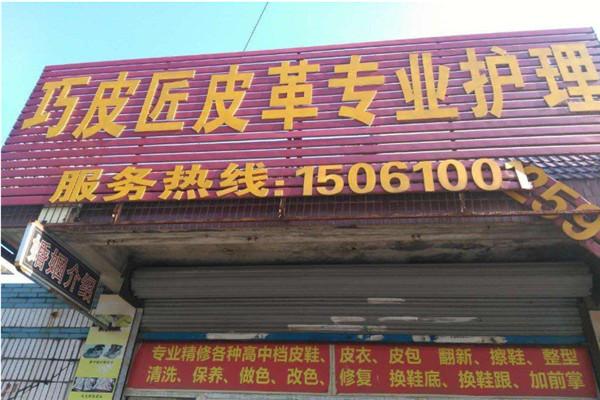 巧皮匠皮革专业护理
服务热线:15061001259
婚姻介绍
专业精修各种高中档皮鞋、皮衣、皮包 翻新、擦鞋、整型
清洗、保养、做色、改色、修复 换鞋底、换鞋跟、加前掌